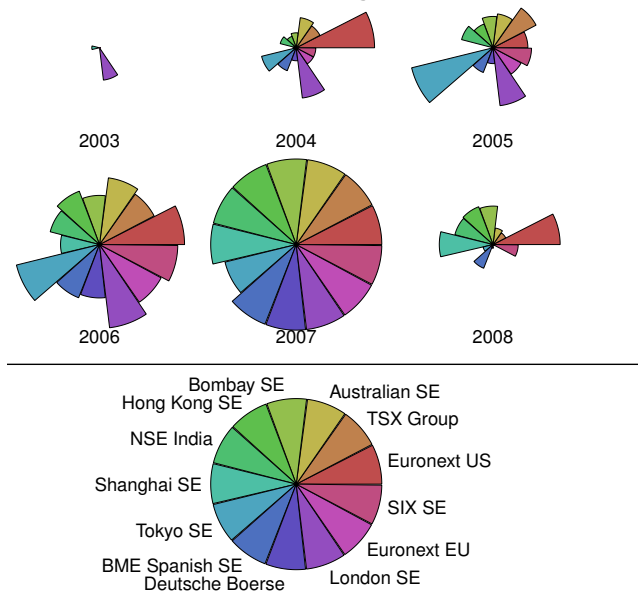 2003
2004
2005
2006
2007
2008
Bombay SE
Australian SE
Hong Kong SE
TSX Group
NSE India
Euronext US
Shanghai SE
SIX SE
Tokyo SE
Euronext EU
BME Spanish SE
London SE
Deutsche Boerse